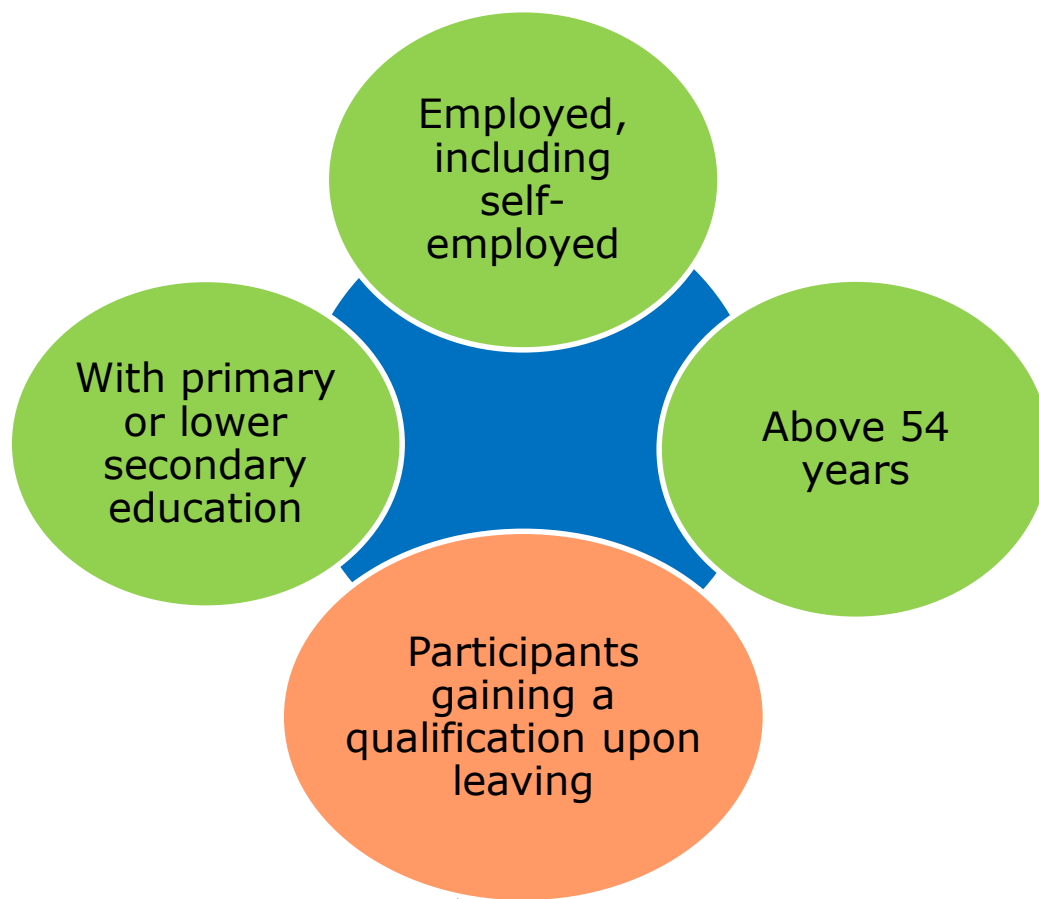 Employed,
including
self-
employed
With primary
or lower
secondary
education
Above 54
years
Participants
gaining a
qualification upon
leaving